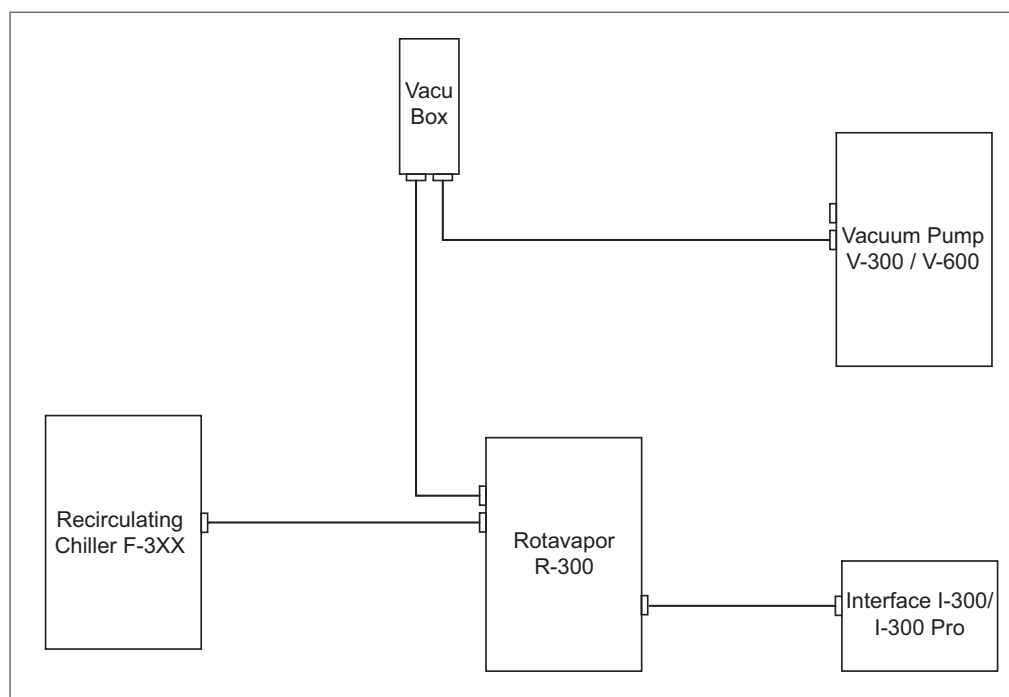 Vacu
Box
Vacuum Pump
V-300 / V-600
Recirculating
Chiller F-3XX
Rotavapor
R-300
Interface I-300/
I-300 Pro